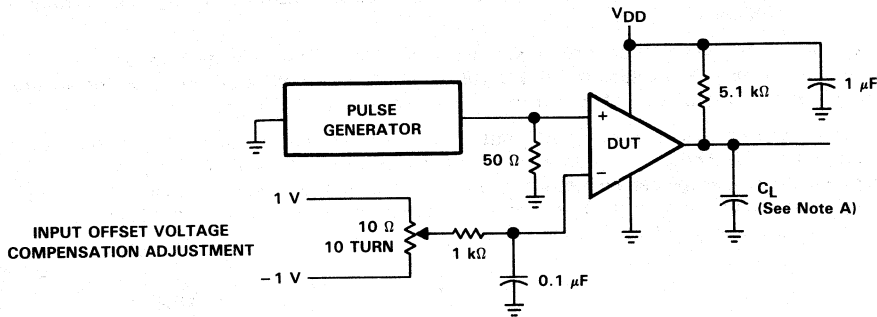 VDD
5.1 kΩ
1 μF
PULSE
GENERATOR
+
DUT
50 Ω
−
CL
(See Note A)
1 V
INPUT OFFSET VOLTAGE
COMPENSATION ADJUSTMENT
10 Ω
10 TURN
1 kΩ
−1 V
0.1 μF